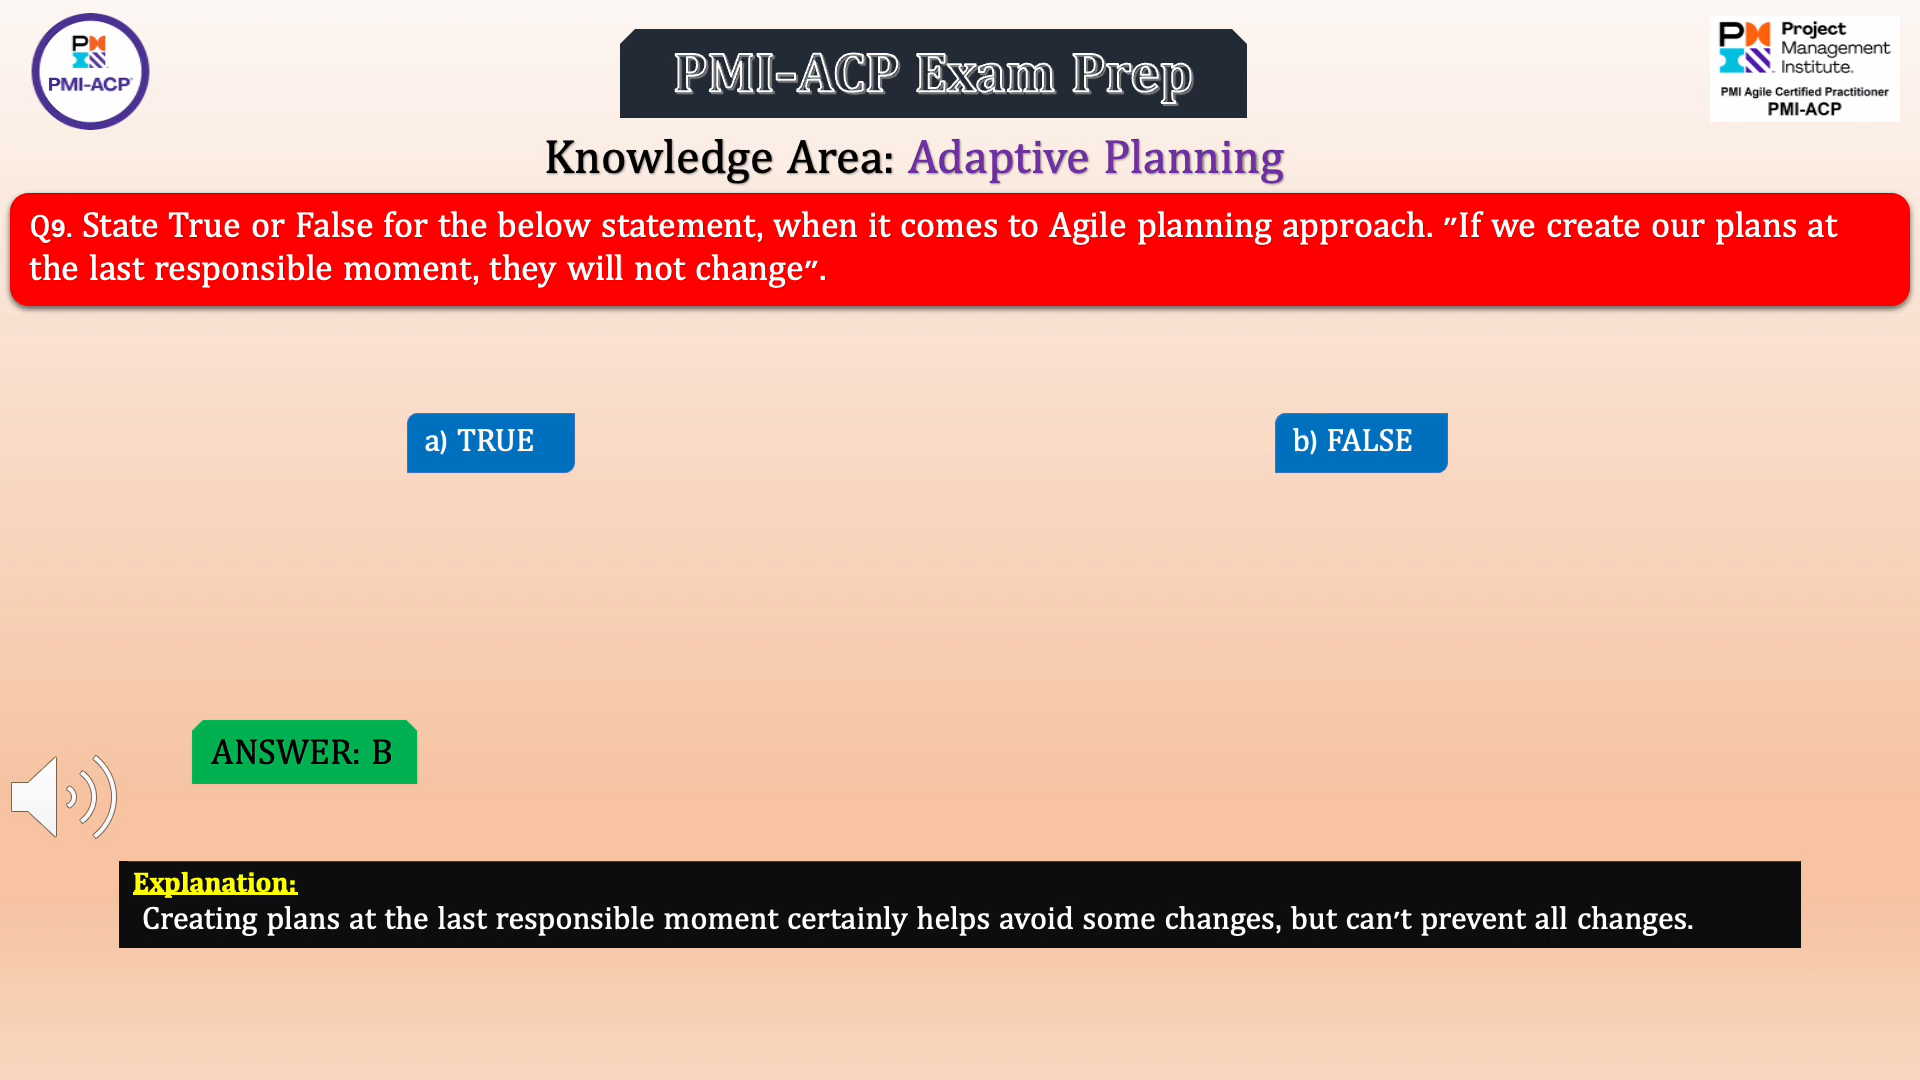 PMI-ACP
PMI-ACP Exam Prep
Project
Management
Institute.
PMI Agile Certified Practitioner
PMI-ACP
Knowledge Area: Adaptive Planning
Q9. State True or False for the below statement, when it comes to Agile planning approach. "If we create our plans at
the last responsible moment, they will not change".
a) TRUE
b) FALSE
ANSWER: B
Explanation:
Creating plans at the last responsible moment certainly helps avoid some changes, but can't prevent all changes.